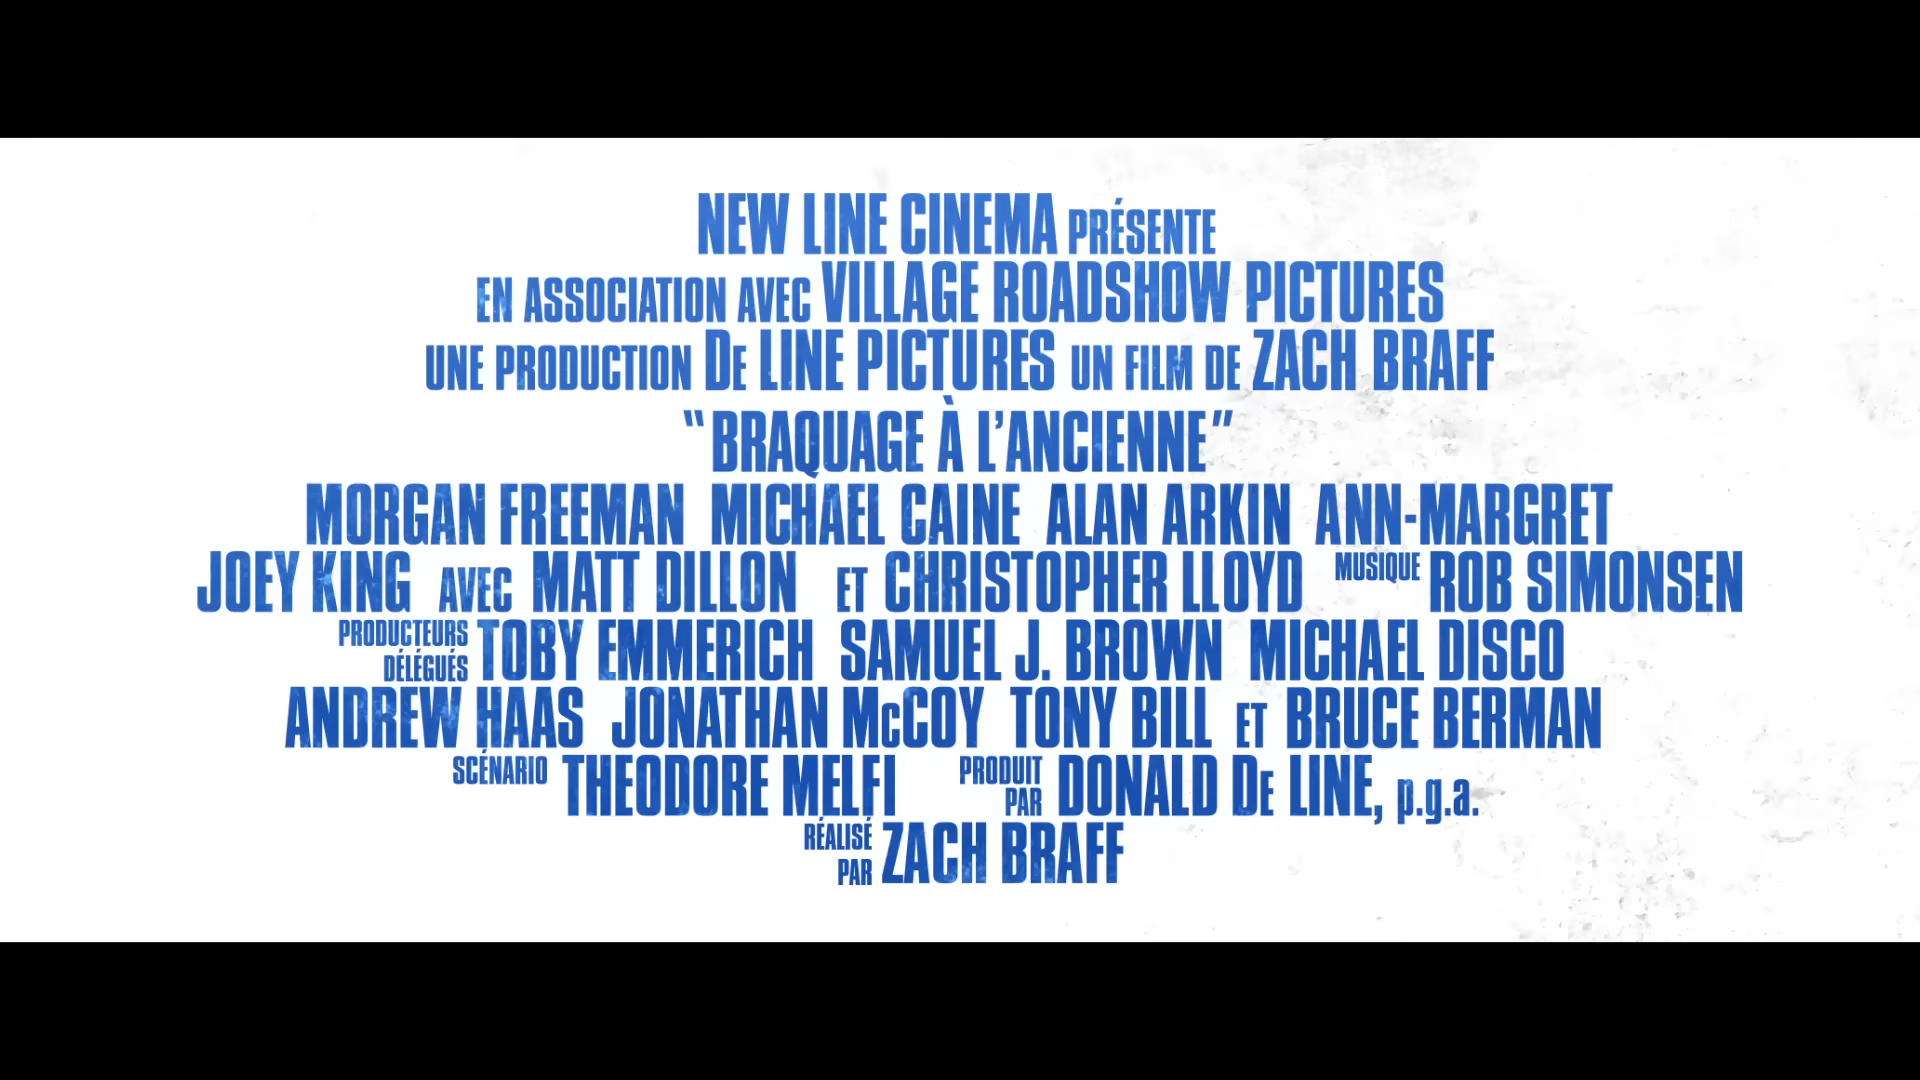 NEW LINE CINEMA PRÉSENTE
EN ASSOCIATION AVEC VILLAGE ROADSHOW PICTURES
UNE PRODUCTION DE LINE PICTURES UN FILM DE ZACH BRAFF
“BRAQUAGE À L’ANCIENNE”
MORGAN FREEMAN MICHAEL CAINE ALAN ARKIN ANN-MARGRET
JOEY KING AVEC MATT DILLON ET CHRISTOPHER LLOYD MUSIQUE ROB SIMONSEN
PRODUCTEURS DÉLÉGUÉS TOBY EMMERICH SAMUEL J. BROWN MICHAEL DISCO
ANDREW HAAS JONATHAN McCOY TONY BILL ET BRUCE BERMAN
SCÉNARIO THEODORE MELFI PRODUIT PAR DONALD DE LINE, p.g.a.
RÉALISÉ PAR ZACH BRAFF